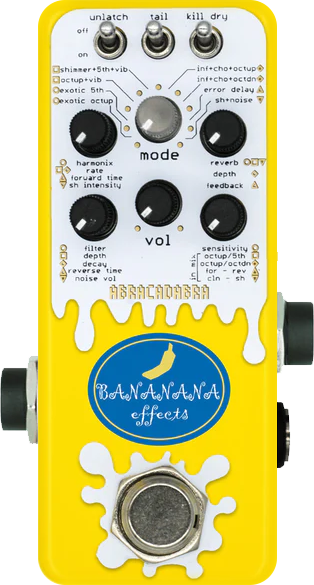 unlatch tail kill dry
off
on
shimmer+5th+vib
octup+vib
exotic 5th
exotic octup
inf+cho+octup
inf+cho+octdn
error delay
sh+noise
mode
harmonix
rate
forward time
sh intensity
reverb
depth
feedback
vol
filter
depth
decay
reverse time
noise vol
sensitivity
octup/5th
octup/octdn
for - rev
cln - sh
in mix
ABRACADABRA
BANANANA
effects